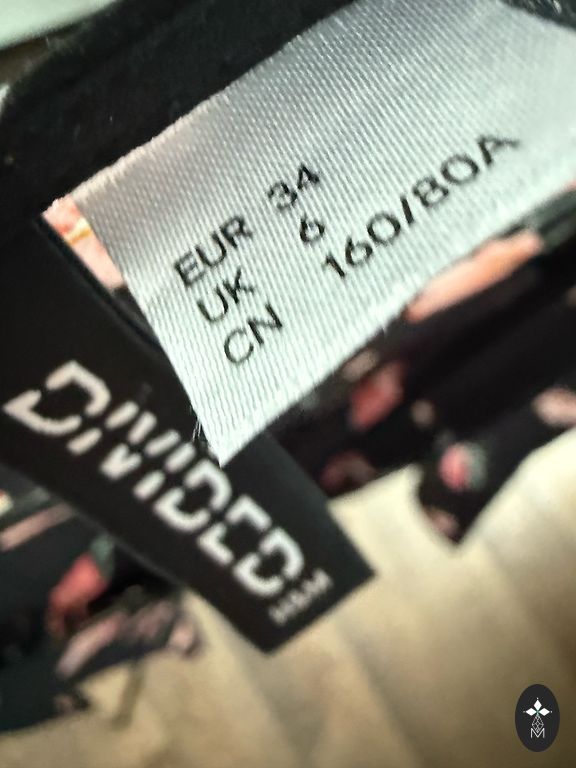 EUR 34
UK 6
CN 160/80A
DIVIDED
H&M
M